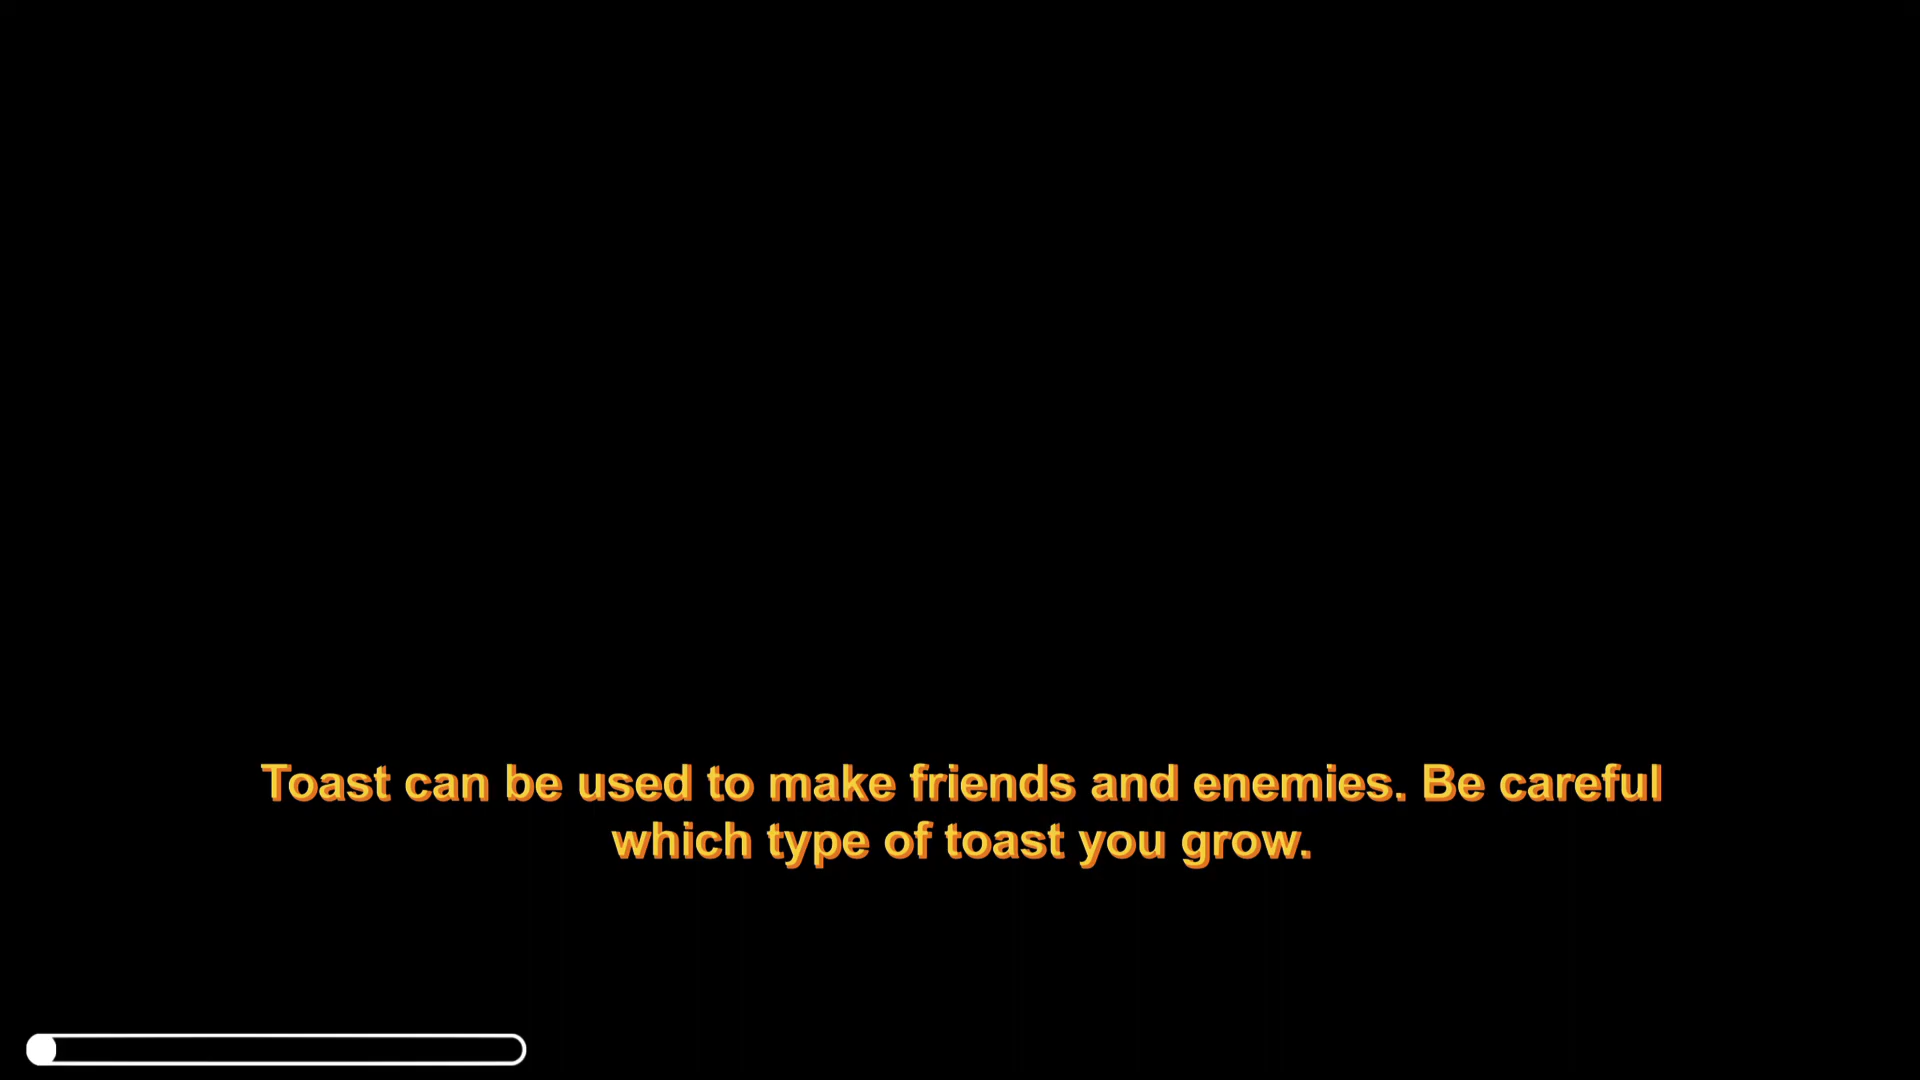 Toast can be used to make friends and enemies. Be careful
which type of toast you grow.